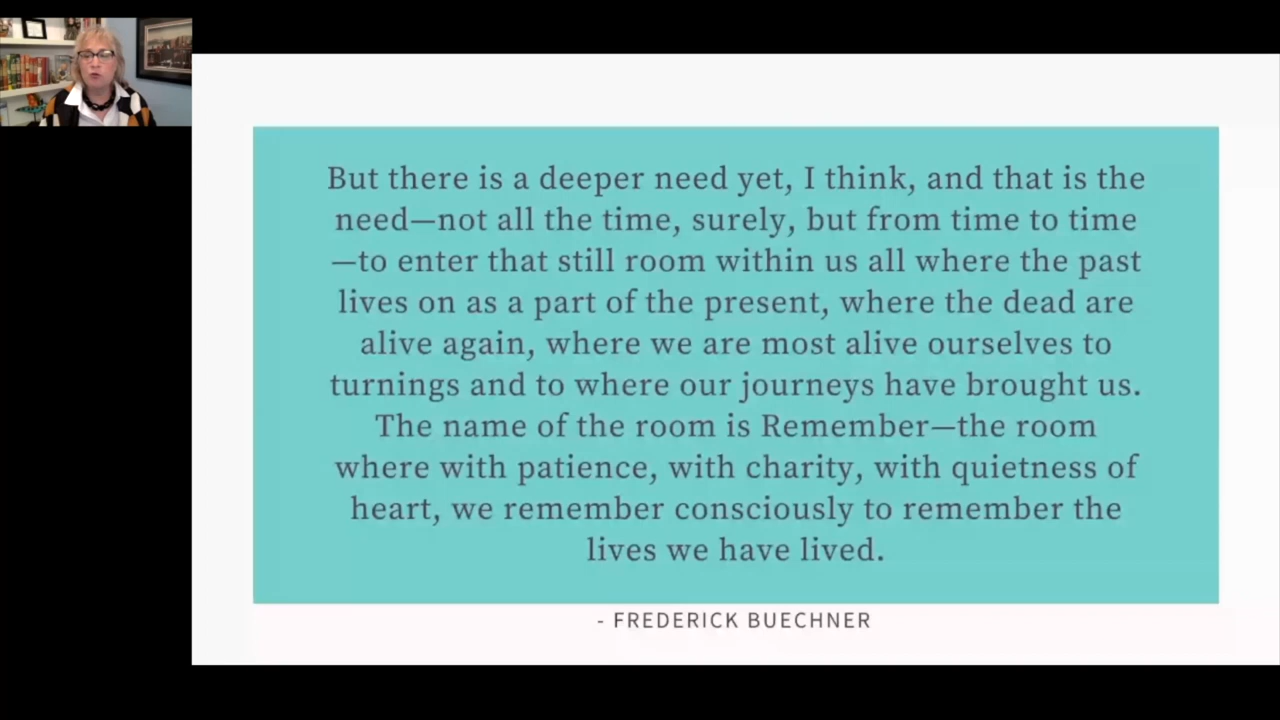 But there is a deeper need yet, I think, and that is the
need—not all the time, surely, but from time to time
—to enter that still room within us all where the past
lives on as a part of the present, where the dead are
alive again, where we are most alive ourselves to
turnings and to where our journeys have brought us.
The name of the room is Remember—the room
where with patience, with charity, with quietness of
heart, we remember consciously to remember the
lives we have lived.
- FREDERICK BUECHNER